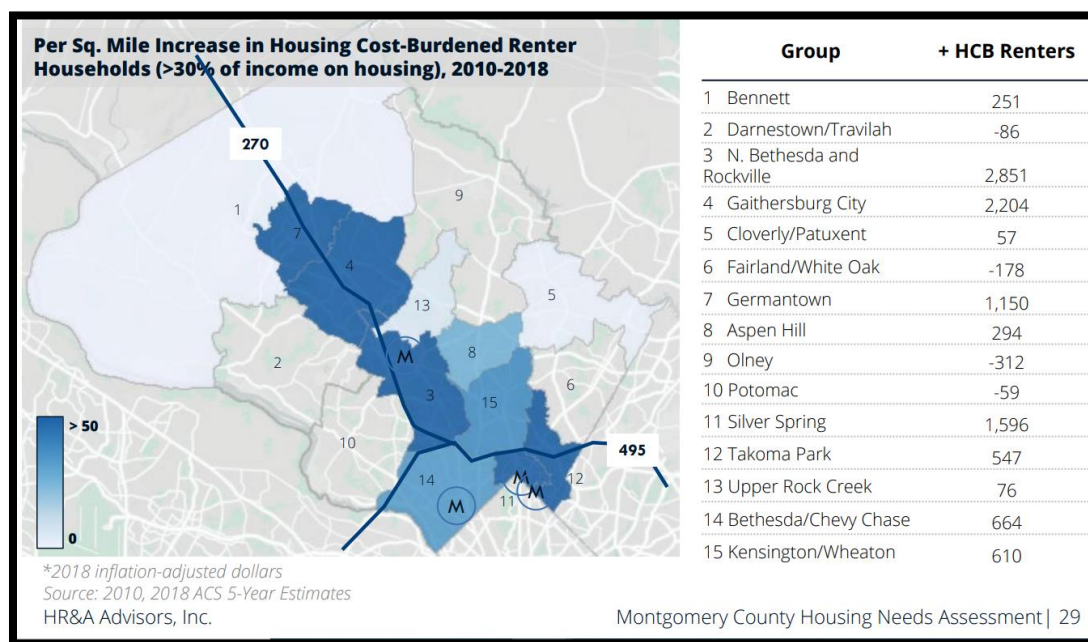 Per Sq. Mile Increase in Housing Cost-Burdened Renter
Households (>30% of income on housing), 2010-2018
270
1
9
7
4
13
5
2
M
8
3
15
6
10
495
14
M
M
M
11
12
> 50
0
*2018 inflation-adjusted dollars
Source: 2010, 2018 ACS 5-Year Estimates
HR&A Advisors, Inc.
Group + HCB Renters
1 Bennett 251
2 Darnestown/Travilah -86
3 N. Bethesda and
Rockville 2,851
4 Gaithersburg City 2,204
5 Cloverly/Patuxent 57
6 Fairland/White Oak -178
7 Germantown 1,150
8 Aspen Hill 294
9 Olney -312
10 Potomac -59
11 Silver Spring 1,596
12 Takoma Park 547
13 Upper Rock Creek 76
14 Bethesda/Chevy Chase 664
15 Kensington/Wheaton 610
Montgomery County Housing Needs Assessment| 29